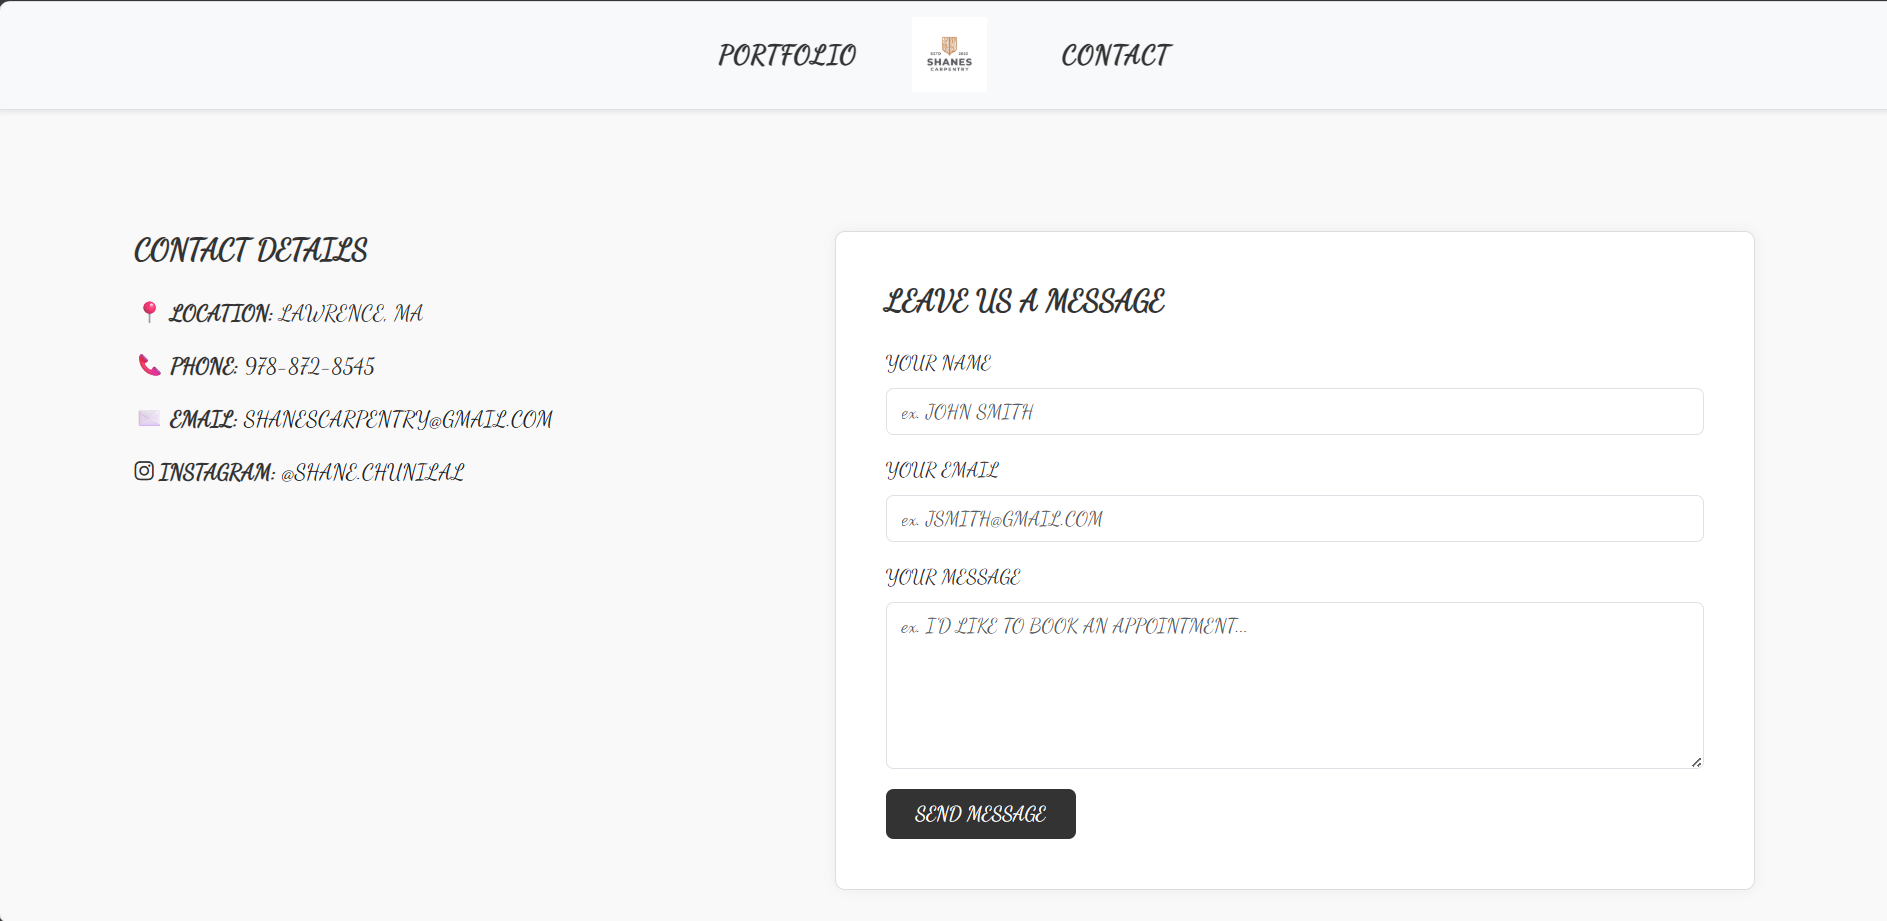 PORTFOLIO
ESTD 2022
SHANES
CARPENTRY
CONTACT
CONTACT DETAILS
LOCATION: LAWRENCE, MA
PHONE: 978-872-8545
EMAIL: SHANESCARPENTRY@GMAIL.COM
INSTAGRAM: @SHANE.CHUNILAL
LEAVE US A MESSAGE
YOUR NAME
ex. JOHN SMITH
YOUR EMAIL
ex. JSMITH@GMAIL.COM
YOUR MESSAGE
ex. I'D LIKE TO BOOK AN APPOINTMENT...
SEND MESSAGE